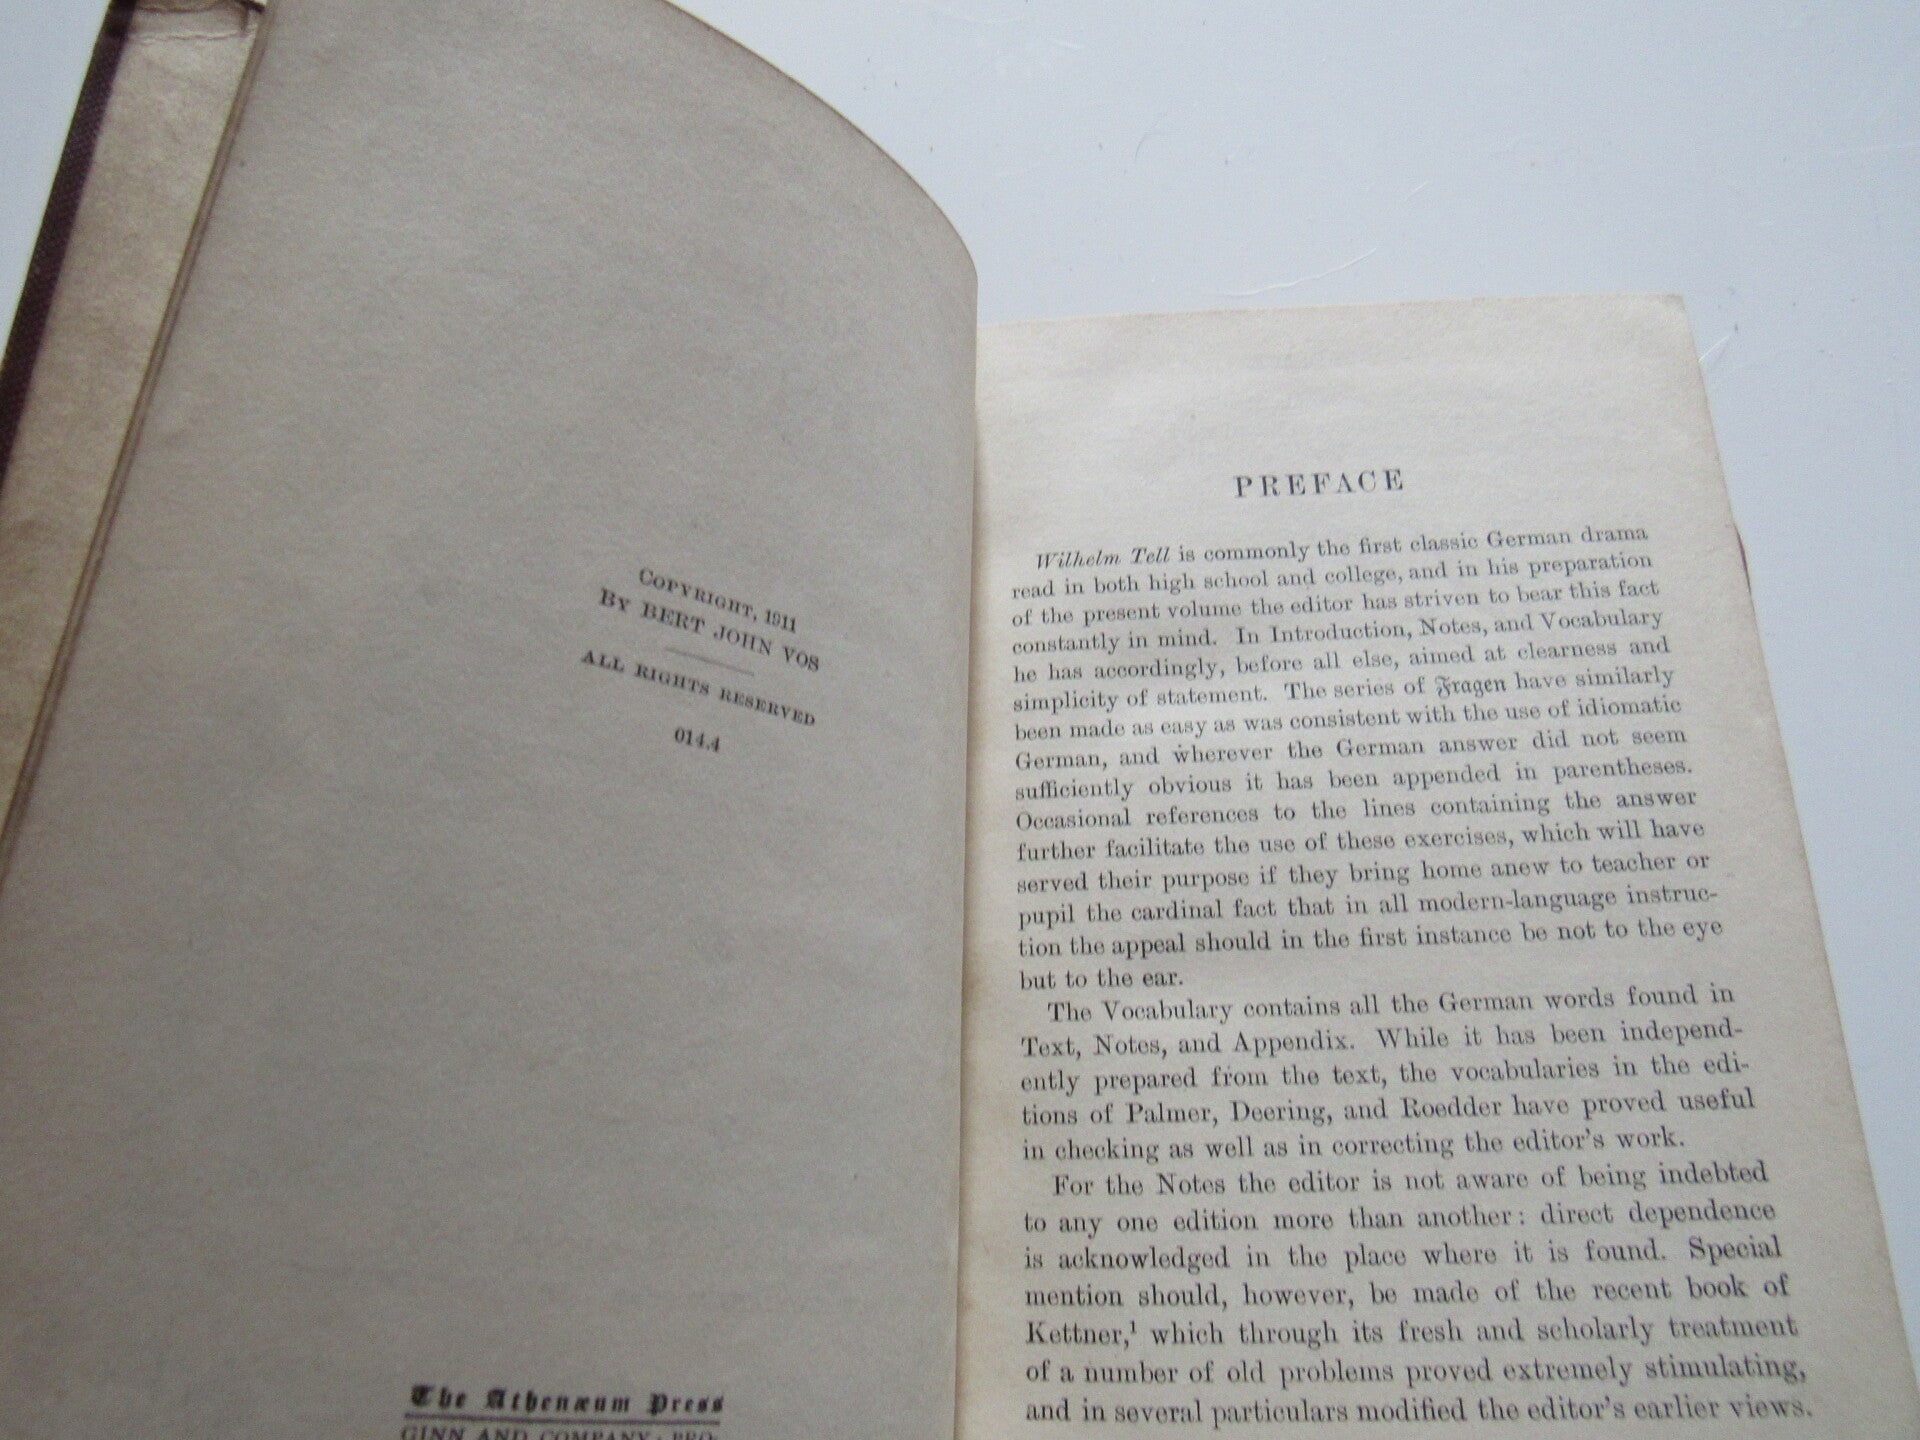 COPYRIGHT, 1911
BY BERT JOHN VOS
ALL RIGHTS RESERVED
014.4
The Athenæum Press
GINN AND COMPANY · PRO-
PREFACE
Wilhelm Tell is commonly the first classic German drama
read in both high school and college, and in his preparation
of the present volume the editor has striven to bear this fact
constantly in mind. In Introduction, Notes, and Vocabulary
he has accordingly, before all else, aimed at clearness and
simplicity of statement. The series of Fragen have similarly
been made as easy as was consistent with the use of idiomatic
German, and wherever the German answer did not seem
sufficiently obvious it has been appended in parentheses.
Occasional references to the lines containing the answer
further facilitate the use of these exercises, which will have
served their purpose if they bring home anew to teacher or
pupil the cardinal fact that in all modern-language instruc-
tion the appeal should in the first instance be not to the eye
but to the ear.
The Vocabulary contains all the German words found in
Text, Notes, and Appendix. While it has been independ-
ently prepared from the text, the vocabularies in the edi-
tions of Palmer, Deering, and Roedder have proved useful
in checking as well as in correcting the editor's work.
For the Notes the editor is not aware of being indebted
to any one edition more than another: direct dependence
is acknowledged in the place where it is found. Special
mention should, however, be made of the recent book of
Kettner,¹ which through its fresh and scholarly treatment
of a number of old problems proved extremely stimulating,
and in several particulars modified the editor's earlier views.